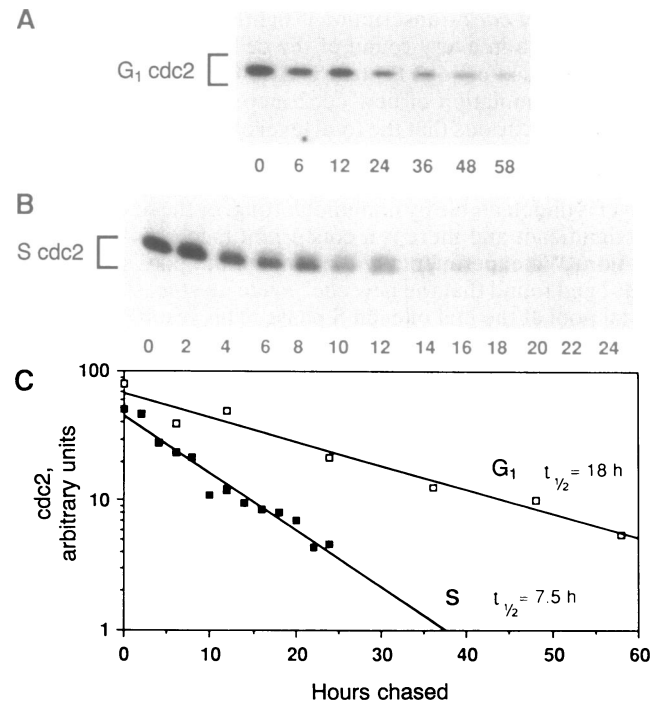 A
G₁ cdc2
0 6 12 24 36 48 58
B
S cdc2
0 2 4 6 8 10 12 14 16 18 20 22 24
C
100
10
1
cdc2,
arbitrary units
G₁ t½ = 18 h
S t½ = 7.5 h
0 10 20 30 40 50 60
Hours chased